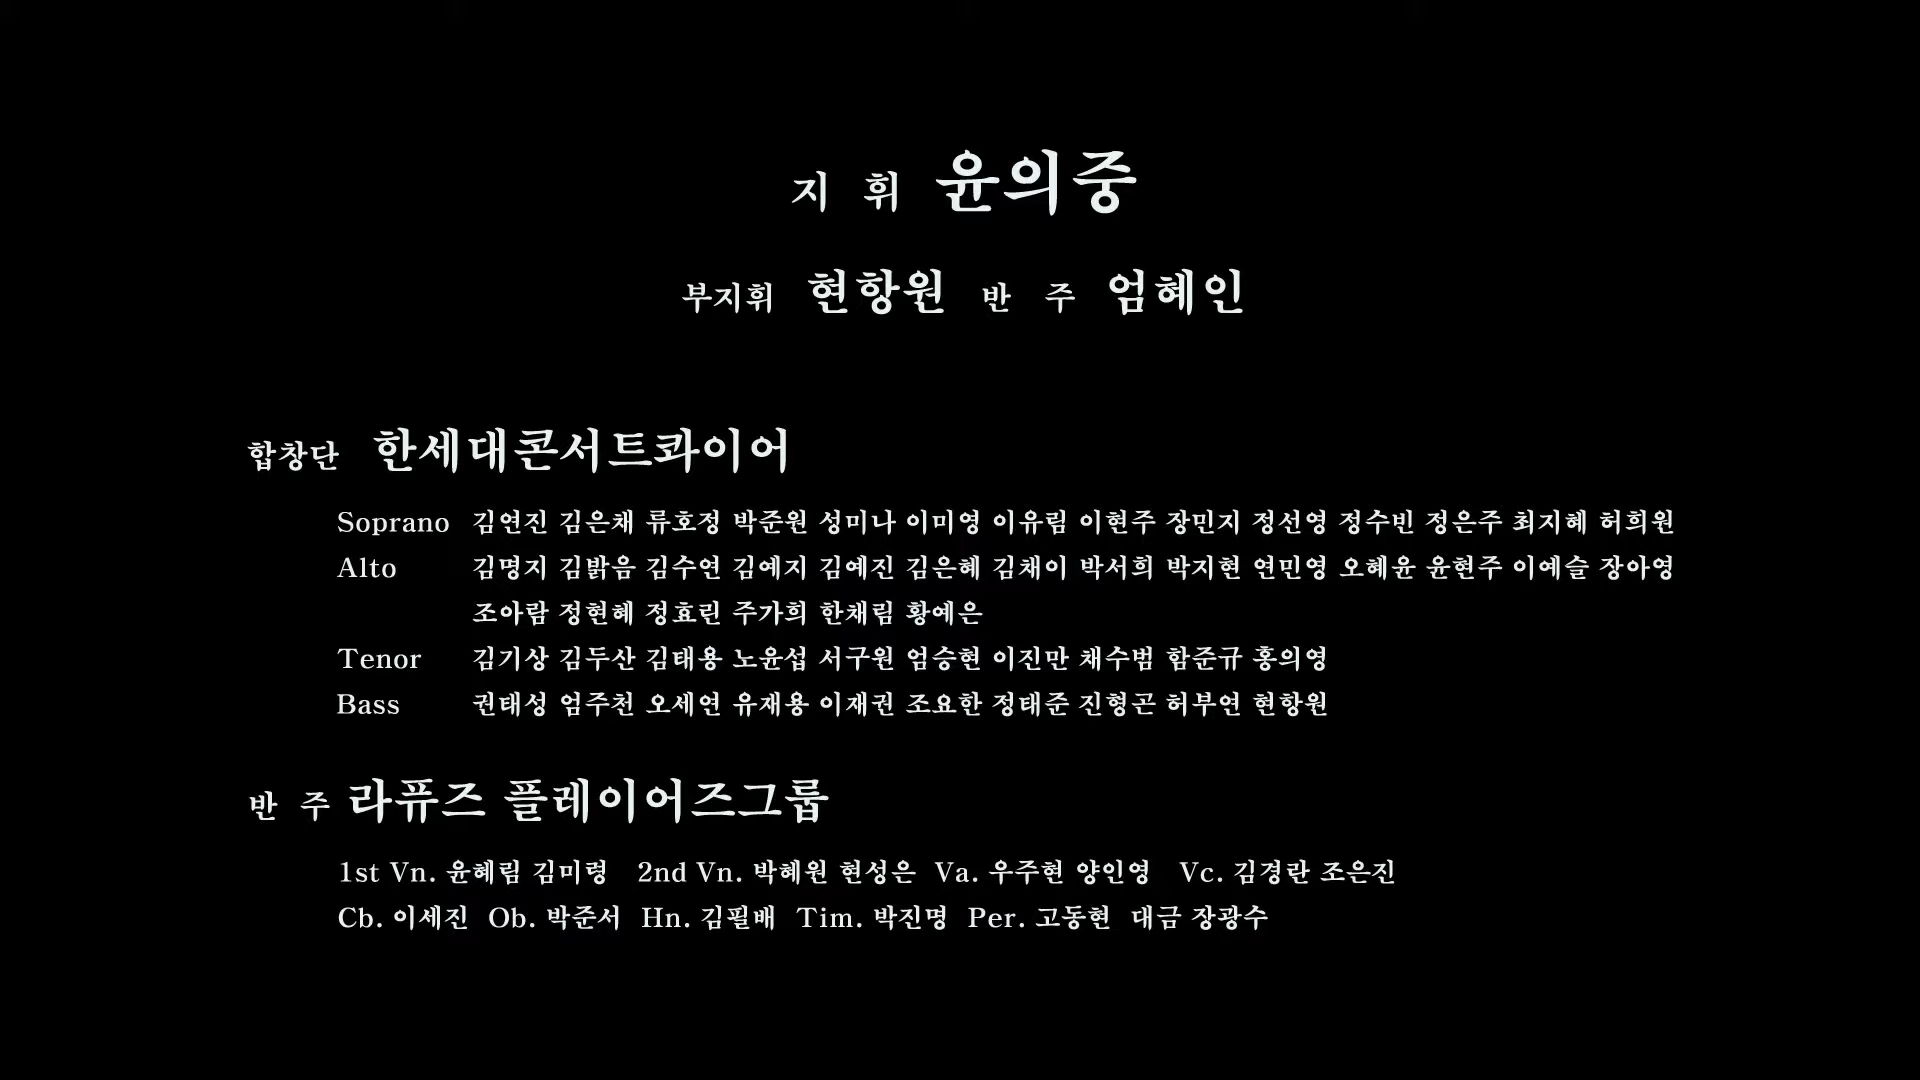 지 휘 윤의중
부지휘 현항원 반 주 엄혜인
합창단 한세대콘서트콰이어
Soprano 김연진 김은채 류호정 박준원 성미나 이미영 이유림 이현주 장민지 정선영 정수빈 정은주 최지혜 허희원
Alto 김명지 김밝음 김수연 김예지 김예진 김은혜 김채이 박서희 박지현 연민영 오혜윤 윤현주 이예슬 장아영
조아람 정현혜 정효린 주가희 한채림 황예은
Tenor 김기상 김두산 김태용 노윤섭 서구원 엄승현 이진만 채수범 함준규 홍의영
Bass 권태성 엄주천 오세연 유재용 이재권 조요한 정태준 진형곤 허부연 현항원
반 주 라퓨즈 플레이어즈그룹
1st Vn. 윤혜림 김미령 2nd Vn. 박혜원 현성은 Va. 우주현 양인영 Vc. 김경란 조은진
Cb. 이세진 Ob. 박준서 Hn. 김필배 Tim. 박진명 Per. 고동현 대금 장광수